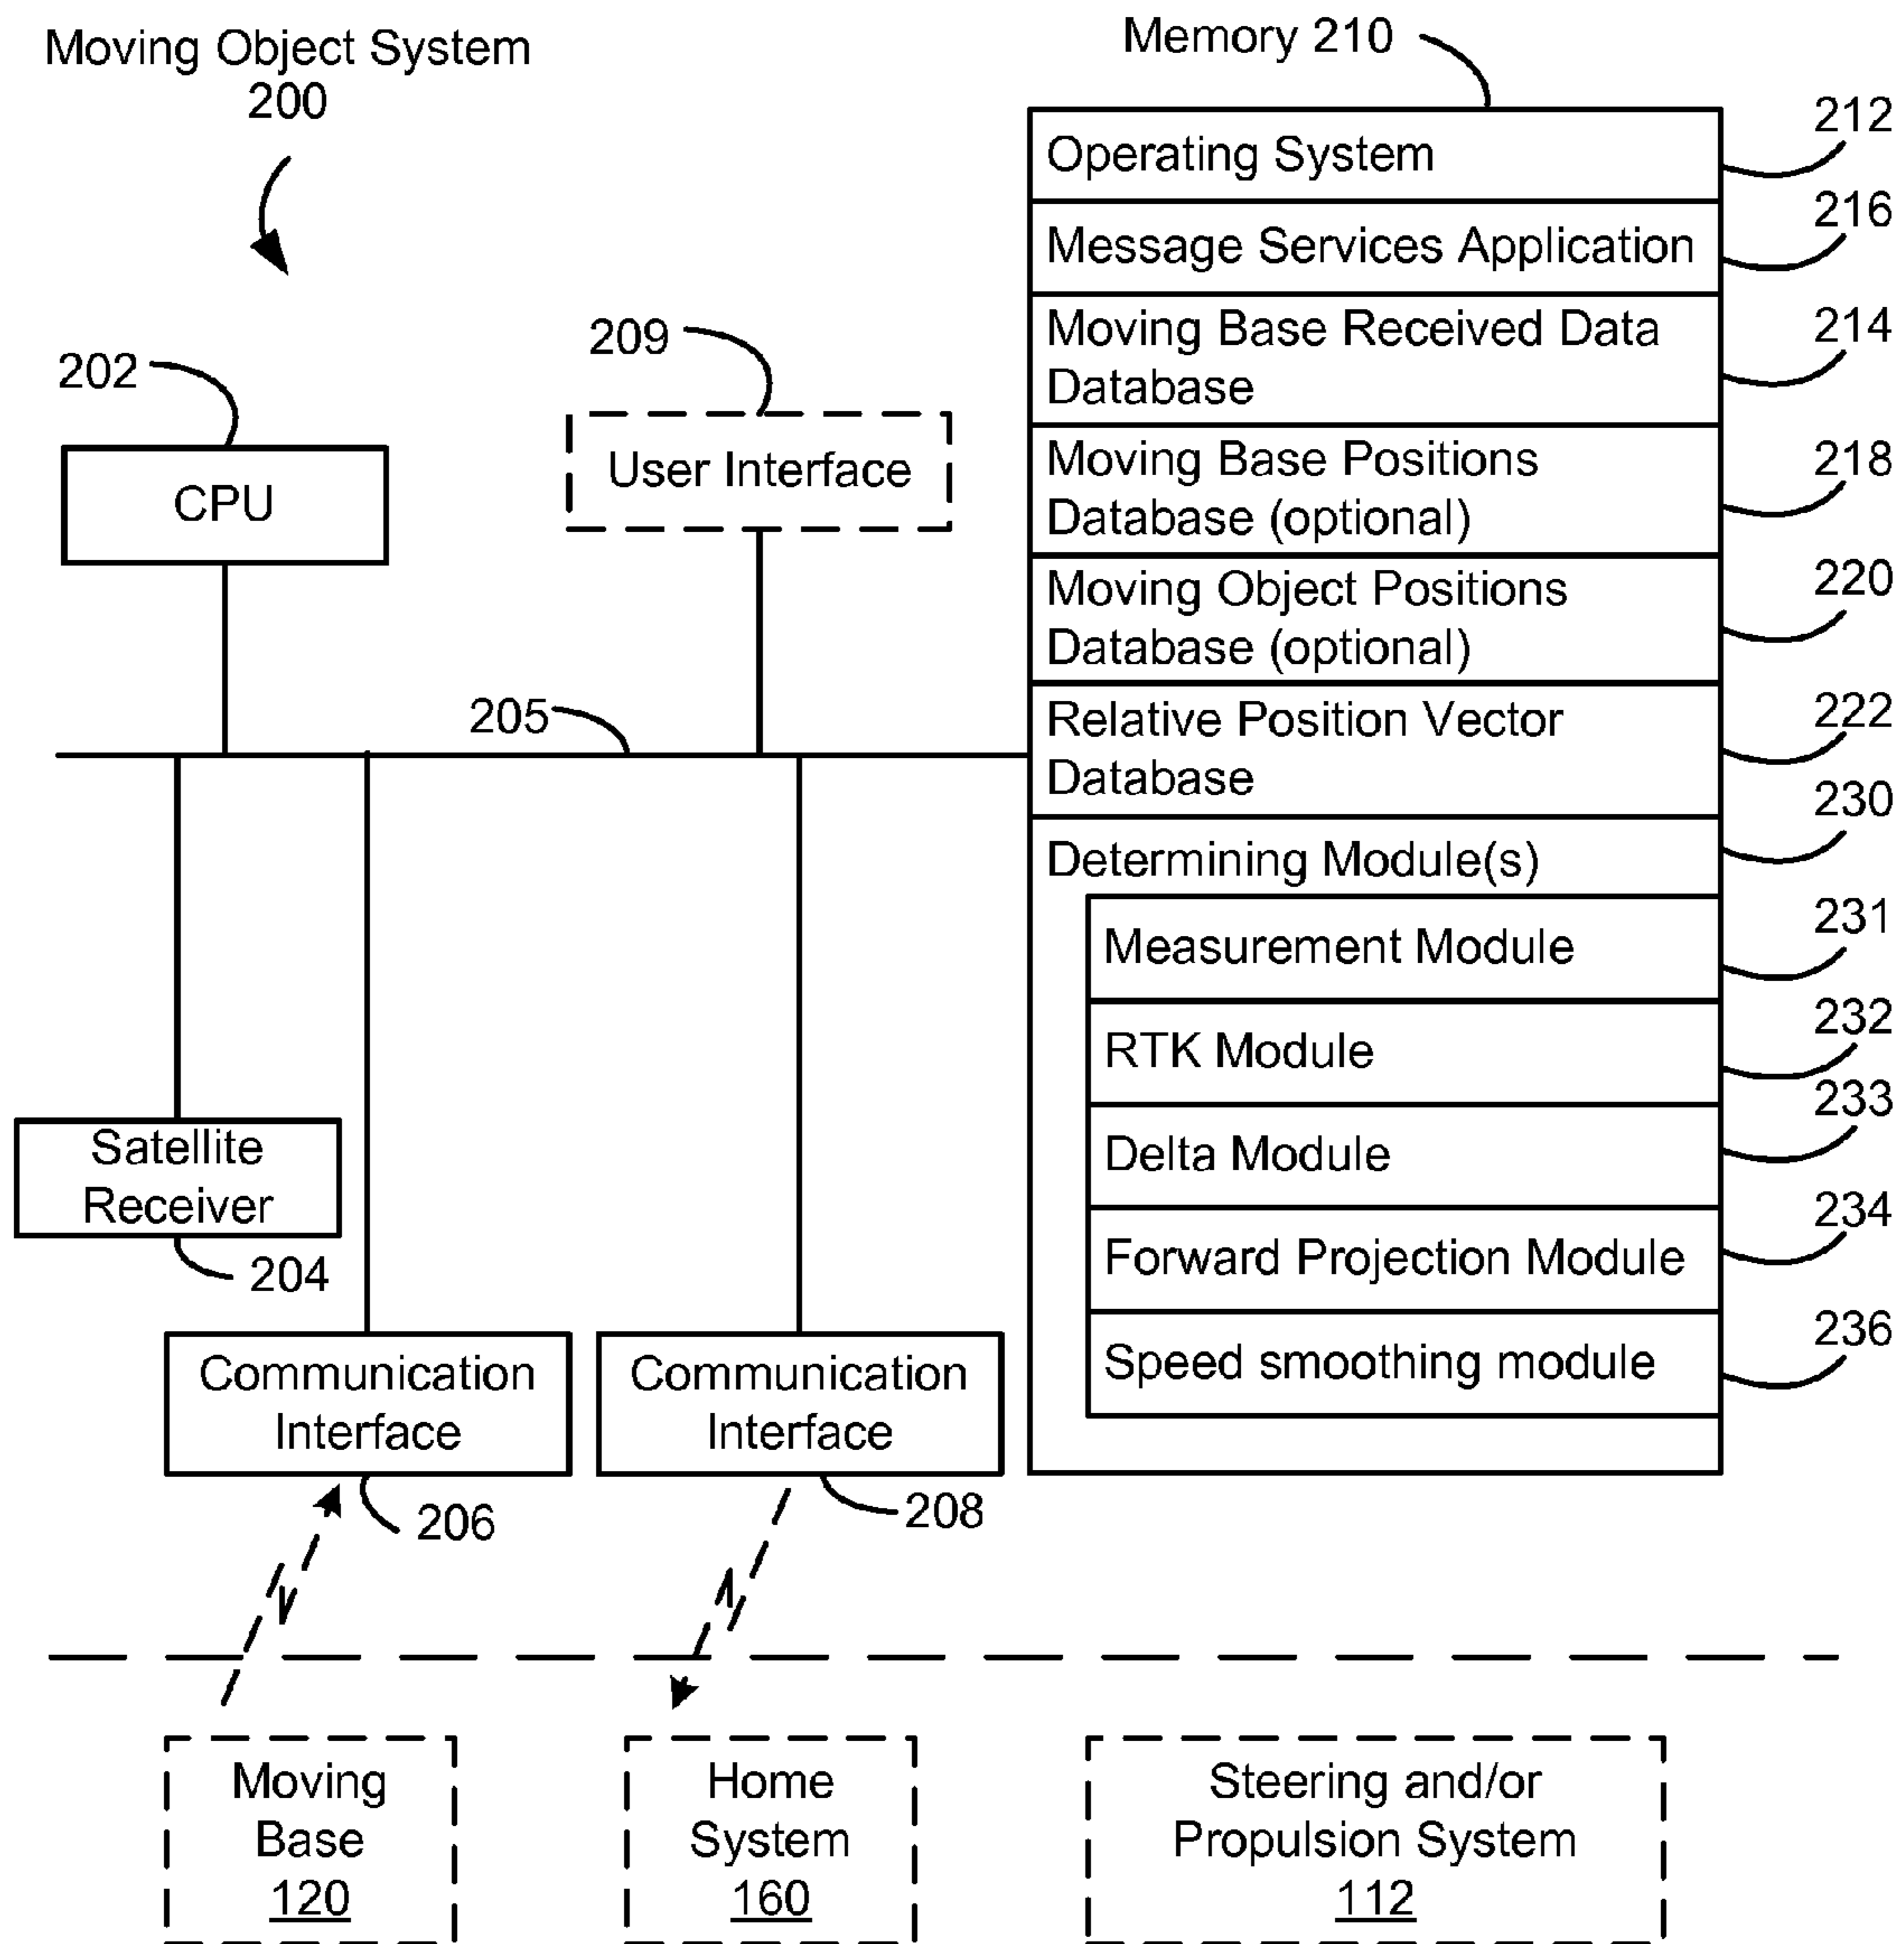 Moving Object System
200
Memory 210
Operating System
212
Message Services Application
216
Moving Base Received Data
Database
214
Moving Base Positions
Database (optional)
218
Moving Object Positions
Database (optional)
220
Relative Position Vector
Database
222
Determining Module(s)
230
Measurement Module
231
RTK Module
232
Delta Module
233
Forward Projection Module
234
Speed smoothing module
236
202
CPU
209
User Interface
205
Satellite
Receiver
204
Communication
Interface
206
Communication
Interface
208
Moving
Base
120
Home
System
160
Steering and/or
Propulsion System
112